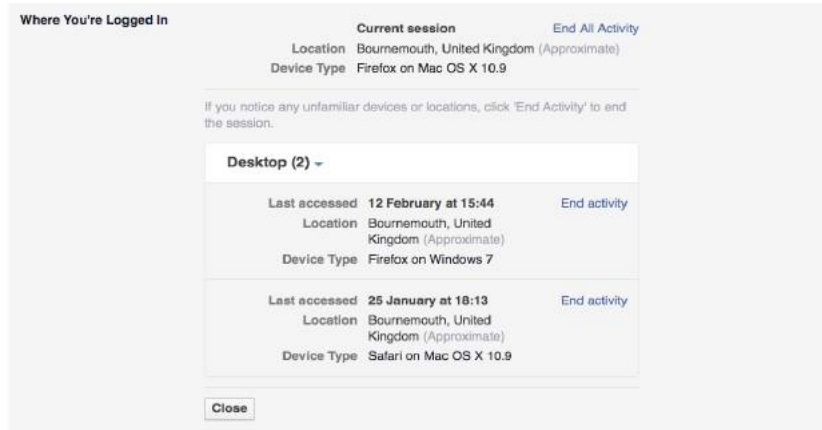 Where You're Logged In
Current session End All Activity
Location Bournemouth, United Kingdom (Approximate)
Device Type Firefox on Mac OS X 10.9
If you notice any unfamiliar devices or locations, click 'End Activity' to end
the session.
Desktop (2)
Last accessed 12 February at 15:44 End activity
Location Bournemouth, United
Kingdom (Approximate)
Device Type Firefox on Windows 7
Last accessed 25 January at 18:13 End activity
Location Bournemouth, United
Kingdom (Approximate)
Device Type Safari on Mac OS X 10.9
Close